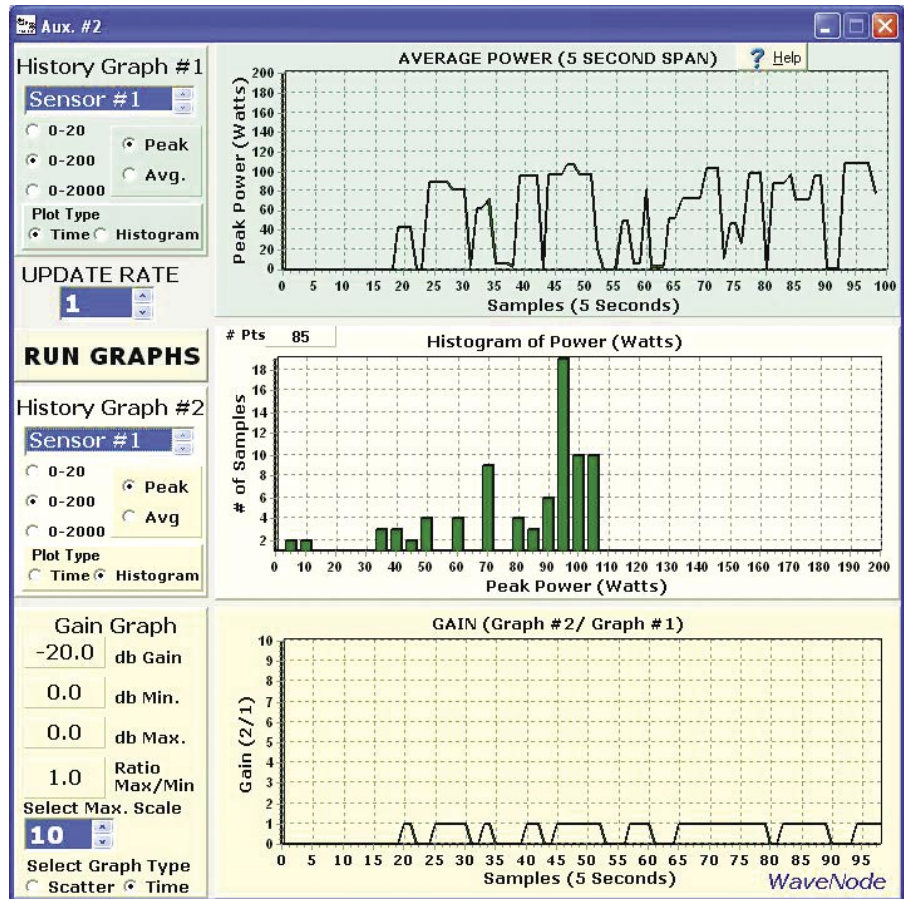 Aux. #2
History Graph #1
Sensor #1
0-20
0-200
0-2000
Peak
Avg.
Plot Type
Time Histogram
UPDATE RATE
1
RUN GRAPHS
History Graph #2
Sensor #1
0-20
0-200
0-2000
Peak
Avg
Plot Type
Time Histogram
Gain Graph
-20.0 db Gain
0.0 db Min.
0.0 db Max.
1.0 Ratio Max/Min
Select Max. Scale
10
Select Graph Type
Scatter Time
AVERAGE POWER (5 SECOND SPAN)
? Help
Peak Power (Watts)
200
180
160
140
120
100
80
60
40
20
0
0 5 10 15 20 25 30 35 40 45 50 55 60 65 70 75 80 85 90 95 100
Samples (5 Seconds)
# Pts 85
Histogram of Power (Watts)
# of Samples
18
16
14
12
10
8
6
4
2
0 10 20 30 40 50 60 70 80 90 100 110 120 130 140 150 160 170 180 190 200
Peak Power (Watts)
GAIN (Graph #2/ Graph #1)
Gain (2/1)
10
9
8
7
6
5
4
3
2
1
0
0 5 10 15 20 25 30 35 40 45 50 55 60 65 70 75 80 85 90 95
Samples (5 Seconds)
WaveNode